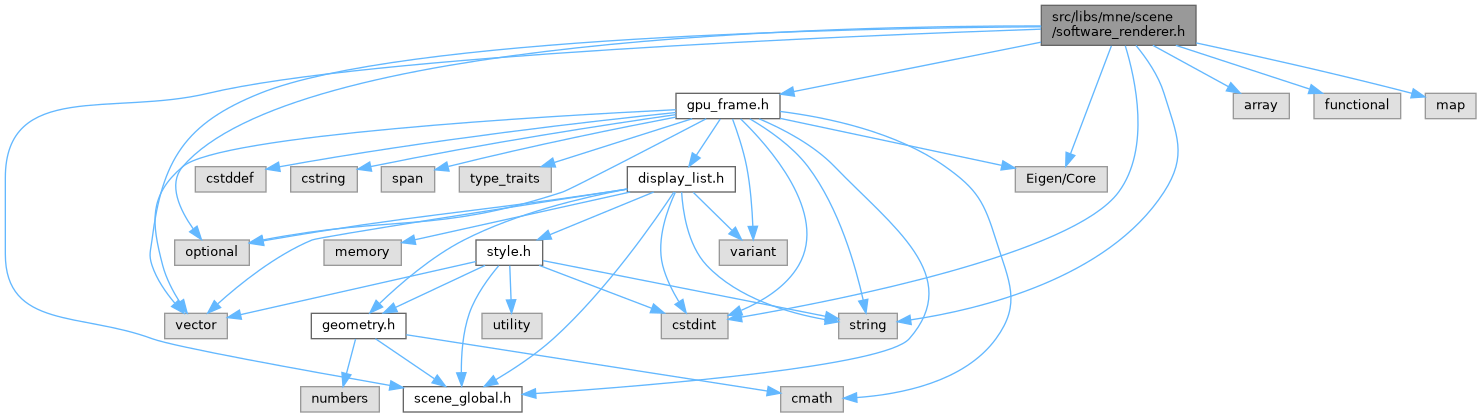 src/libs/mne/scene
/software_renderer.h
gpu_frame.h
array
functional
map
cstddef
cstring
span
type_traits
display_list.h
Eigen/Core
optional
memory
style.h
variant
vector
geometry.h
utility
cstdint
string
numbers
scene_global.h
cmath